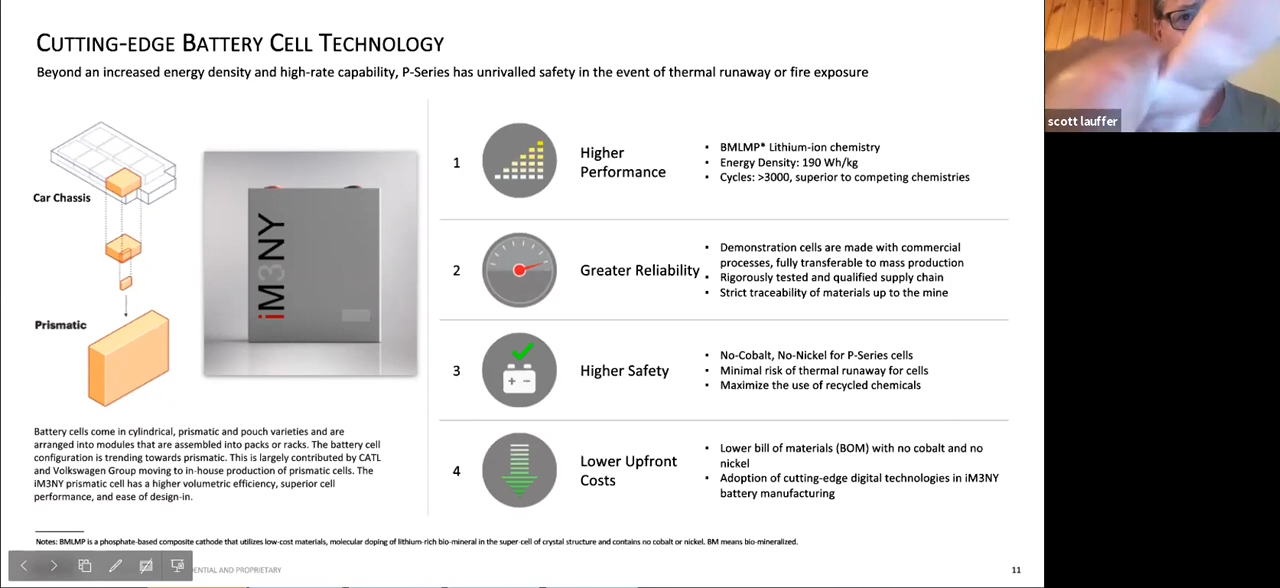 CUTTING-EDGE BATTERY CELL TECHNOLOGY
Beyond an increased energy density and high-rate capability, P-Series has unrivalled safety in the event of thermal runaway or fire exposure
scott lauffer
Car Chassis
Prismatic
iM3NY
Battery cells come in cylindrical, prismatic and pouch varieties and are
arranged into modules that are assembled into packs or racks. The battery cell
configuration is trending towards prismatic. This is largely contributed by CATL
and Volkswagen Group moving to in-house production of prismatic cells. The
iM3NY prismatic cell has a higher volumetric efficiency, superior cell
performance, and ease of design-in.
1
Higher
Performance
• BMLMP* Lithium-ion chemistry
• Energy Density: 190 Wh/kg
• Cycles: >3000, superior to competing chemistries
2
Greater Reliability
• Demonstration cells are made with commercial
processes, fully transferable to mass production
• Rigorously tested and qualified supply chain
• Strict traceability of materials up to the mine
3
Higher Safety
• No-Cobalt, No-Nickel for P-Series cells
• Minimal risk of thermal runaway for cells
• Maximize the use of recycled chemicals
4
Lower Upfront
Costs
• Lower bill of materials (BOM) with no cobalt and no
nickel
• Adoption of cutting-edge digital technologies in iM3NY
battery manufacturing
Notes: BMLMP is a phosphate-based composite cathode that utilizes low-cost materials, molecular doping of lithium-rich bio-mineral in the super-cell of crystal structure and contains no cobalt or nickel. BM means bio-mineralized.
ENTIAL AND PROPRIETARY
11